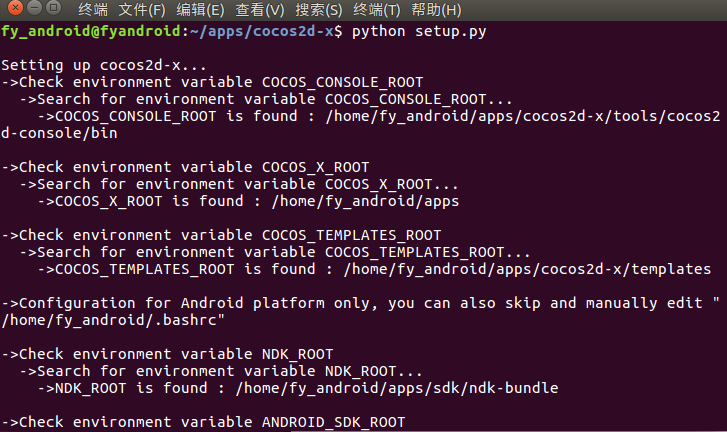 终端 文件(F) 编辑(E) 查看(V) 搜索(S) 终端(T) 帮助(H)
fy_android@fyandroid:~/apps/cocos2d-x$ python setup.py
Setting up cocos2d-x...
->Check environment variable COCOS_CONSOLE_ROOT
->Search for environment variable COCOS_CONSOLE_ROOT...
->COCOS_CONSOLE_ROOT is found : /home/fy_android/apps/cocos2d-x/tools/cocos2
d-console/bin
->Check environment variable COCOS_X_ROOT
->Search for environment variable COCOS_X_ROOT...
->COCOS_X_ROOT is found : /home/fy_android/apps
->Check environment variable COCOS_TEMPLATES_ROOT
->Search for environment variable COCOS_TEMPLATES_ROOT...
->COCOS_TEMPLATES_ROOT is found : /home/fy_android/apps/cocos2d-x/templates
->Configuration for Android platform only, you can also skip and manually edit "
/home/fy_android/.bashrc"
->Check environment variable NDK_ROOT
->Search for environment variable NDK_ROOT...
->NDK_ROOT is found : /home/fy_android/apps/sdk/ndk-bundle
->Check environment variable ANDROID_SDK_ROOT